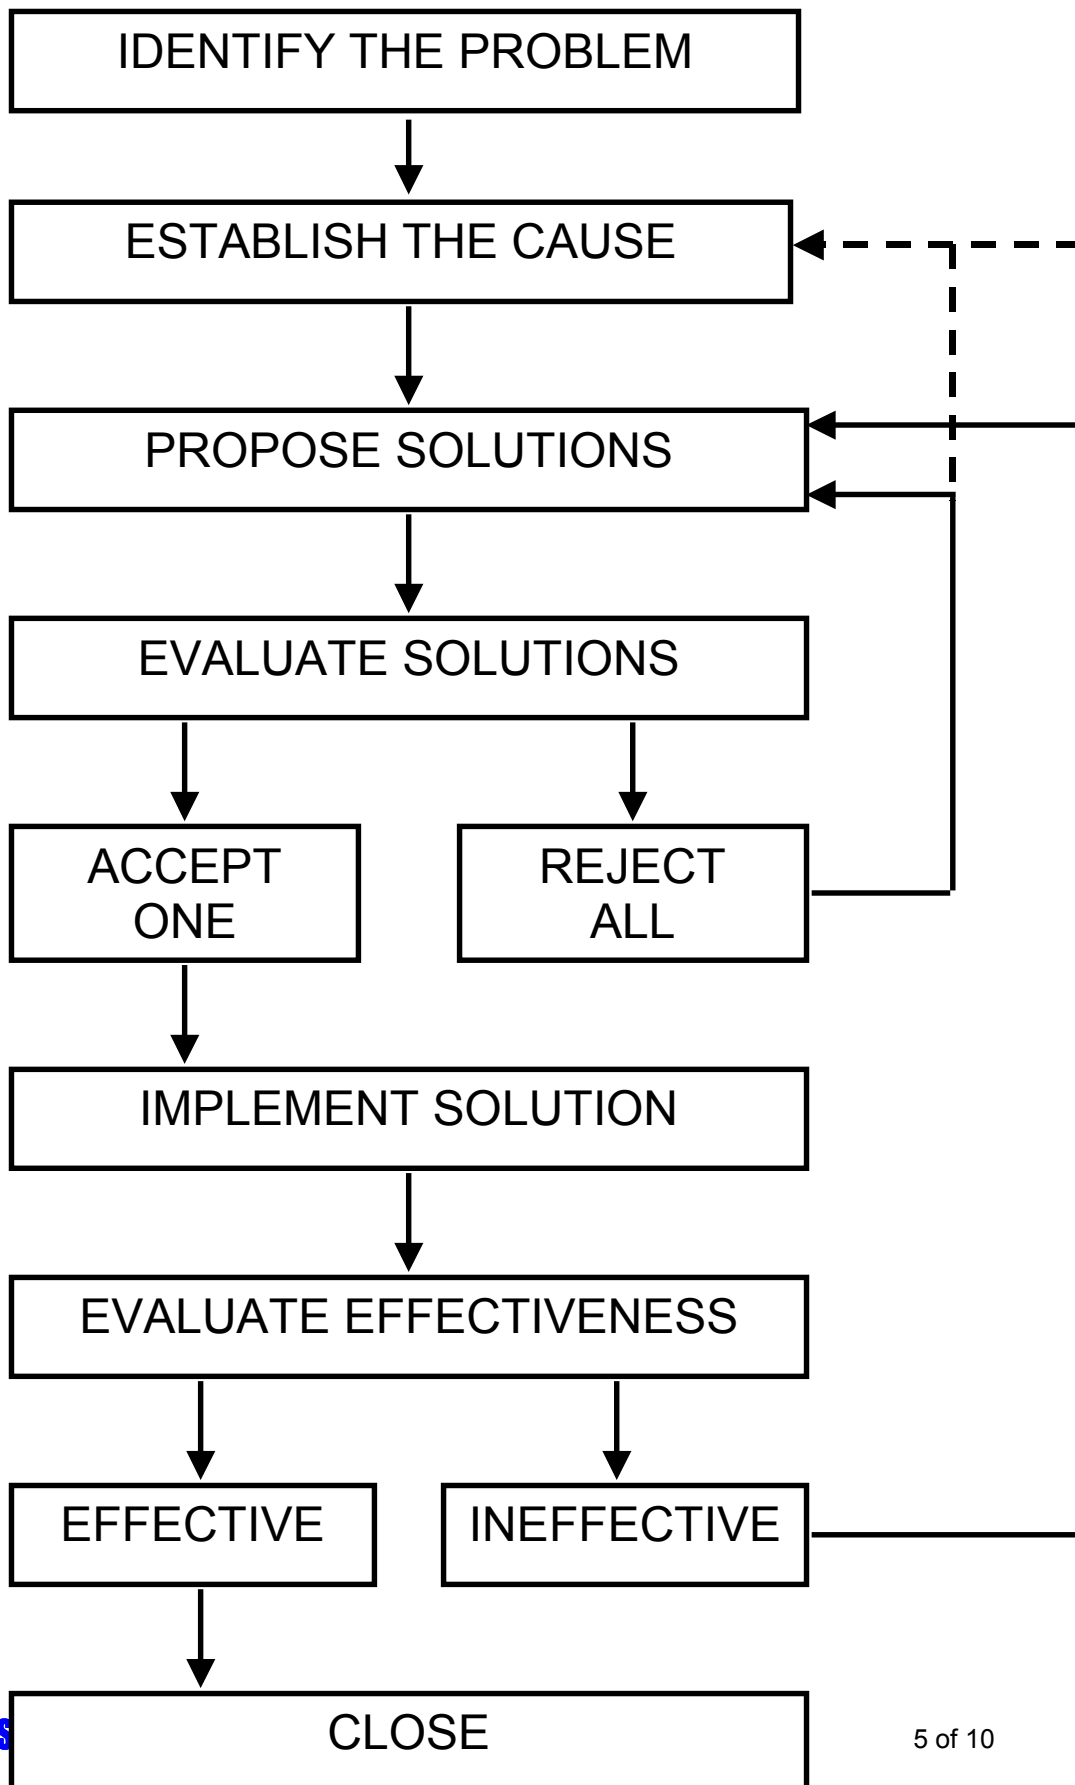 IDENTIFY THE PROBLEM
ESTABLISH THE CAUSE
PROPOSE SOLUTIONS
EVALUATE SOLUTIONS
ACCEPT
ONE
REJECT
ALL
IMPLEMENT SOLUTION
EVALUATE EFFECTIVENESS
EFFECTIVE
INEFFECTIVE
CLOSE
5 of 10